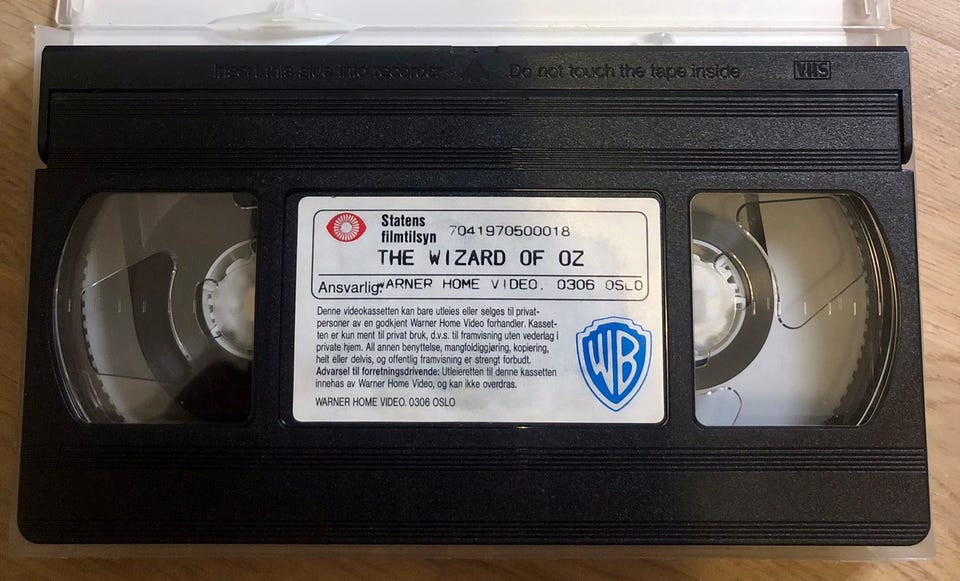 Insert this side into recorder Do not touch the tape inside VHS
Statens
filmtilsyn 7041970500018
THE WIZARD OF OZ
Ansvarlig: WARNER HOME VIDEO, 0306 OSLO
Denne videokassetten kan bare utleies eller selges til privat-
personer av en godkjent Warner Home Video forhandler. Kasset-
ten er kun ment til privat bruk, d.v.s. til framvisning uten vederlag i
private hjem. All annen benyttelse, mangfoldiggjøring, kopiering,
helt eller delvis, og offentlig framvisning er strengt forbudt.
Advarsel til forretningsdrivende: Utleieretten til denne kassetten
innehas av Warner Home Video, og kan ikke overdras.
WARNER HOME VIDEO. 0306 OSLO
WB